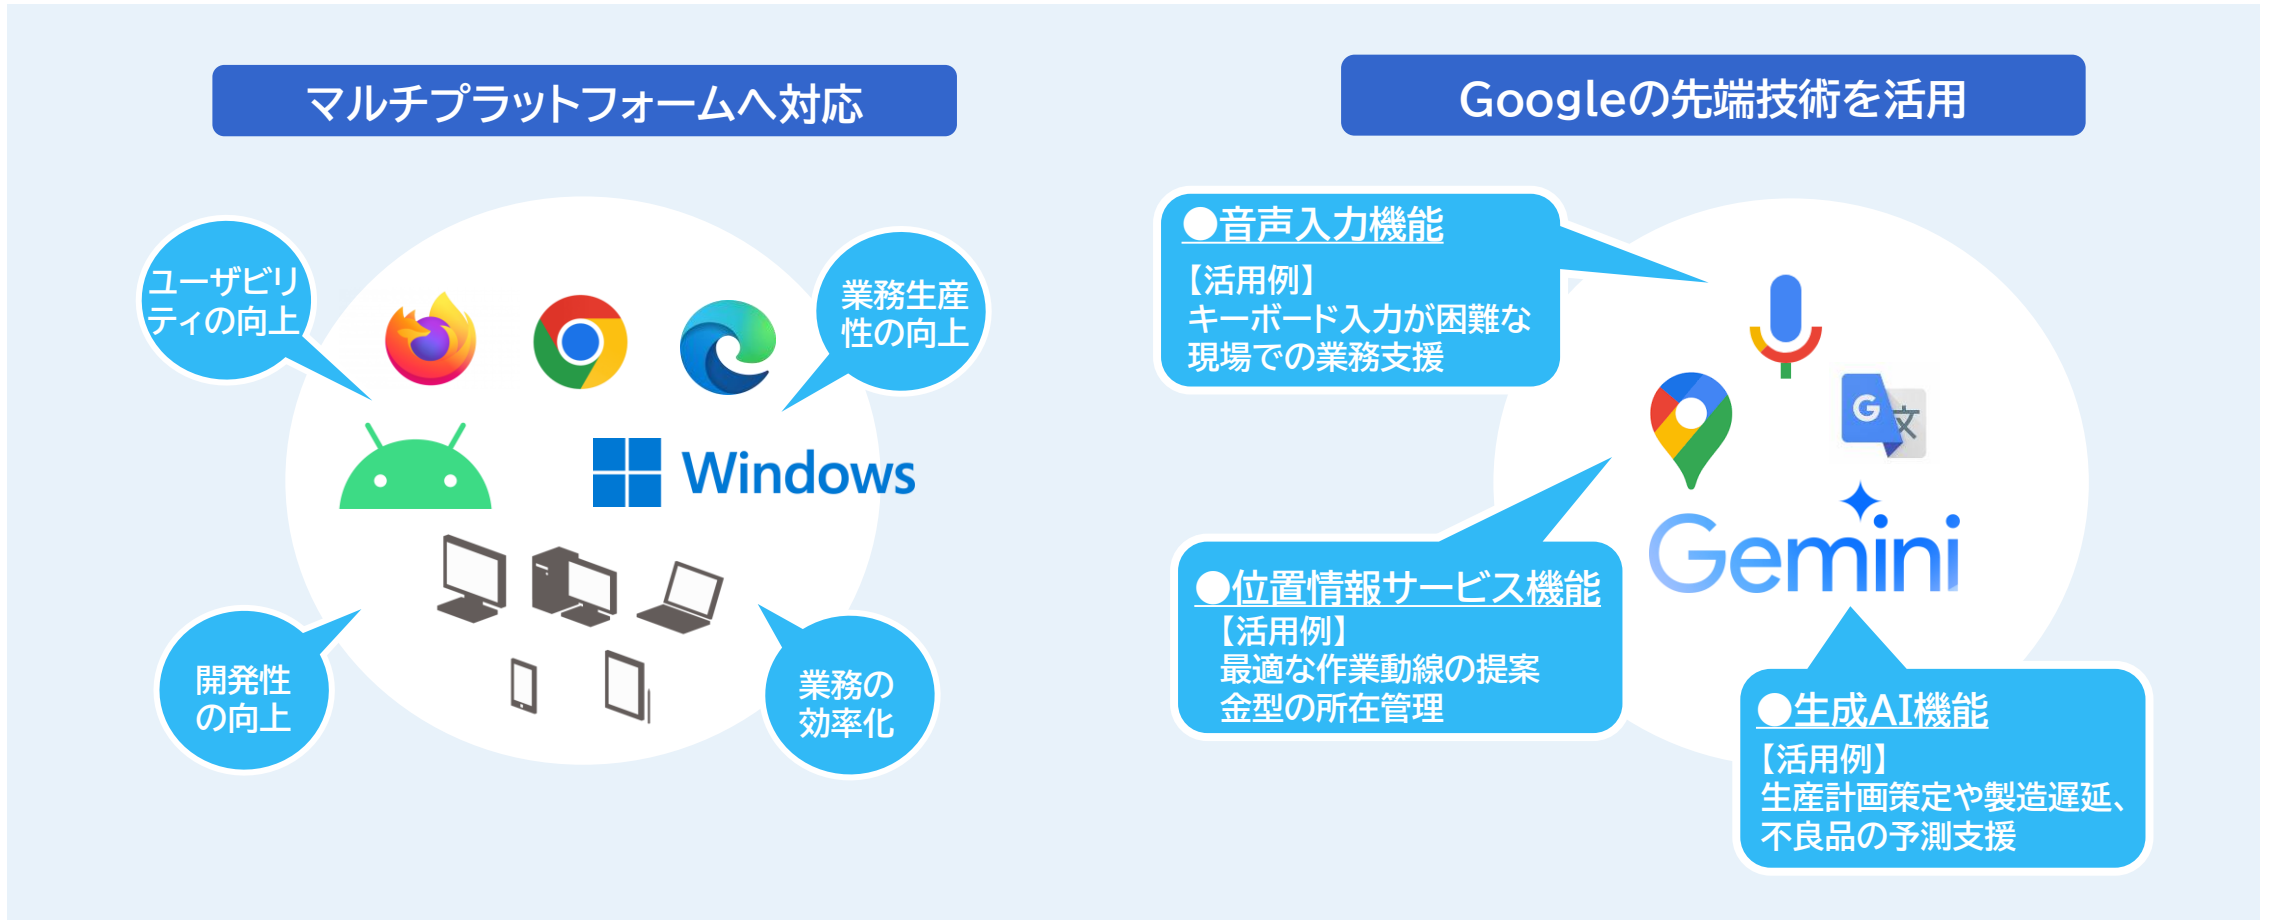 マルチプラットフォームへ対応
ユーザビリ
ティの向上
業務生産
性の向上
Windows
開発性
の向上
業務の
効率化
Googleの先端技術を活用
●音声入力機能
【活用例】
キーボード入力が困難な
現場での業務支援
G
文
Gemini
●位置情報サービス機能
【活用例】
最適な作業動線の提案
金型の所在管理
●生成AI機能
【活用例】
生産計画策定や製造遅延、
不良品の予測支援